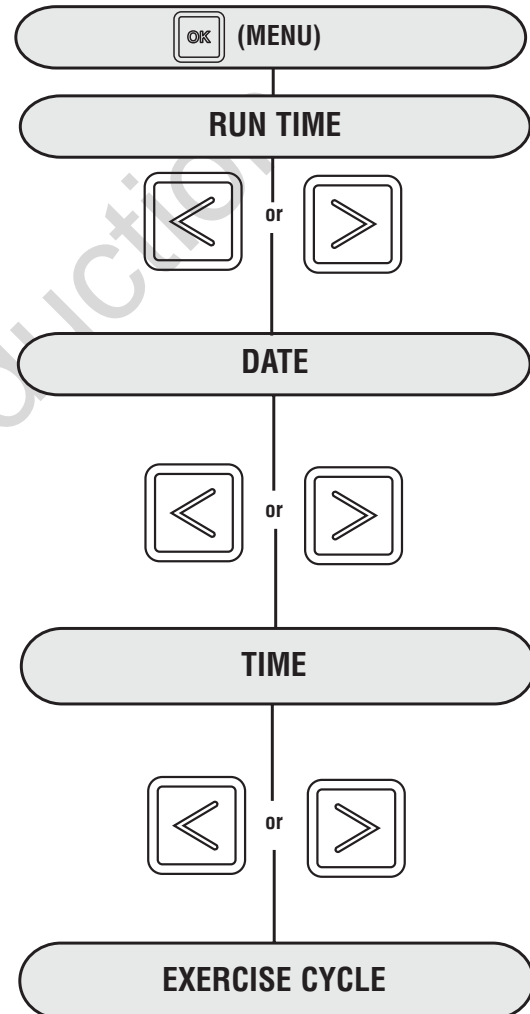 OK (MENU)
RUN TIME
< or >
DATE
< or >
TIME
< or >
EXERCISE CYCLE